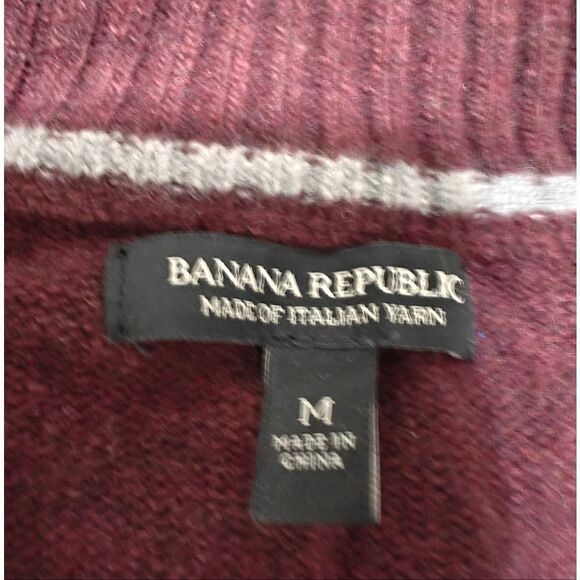 BANANA REPUBLIC
MADE OF ITALIAN YARN
M
MADE IN
CHINA